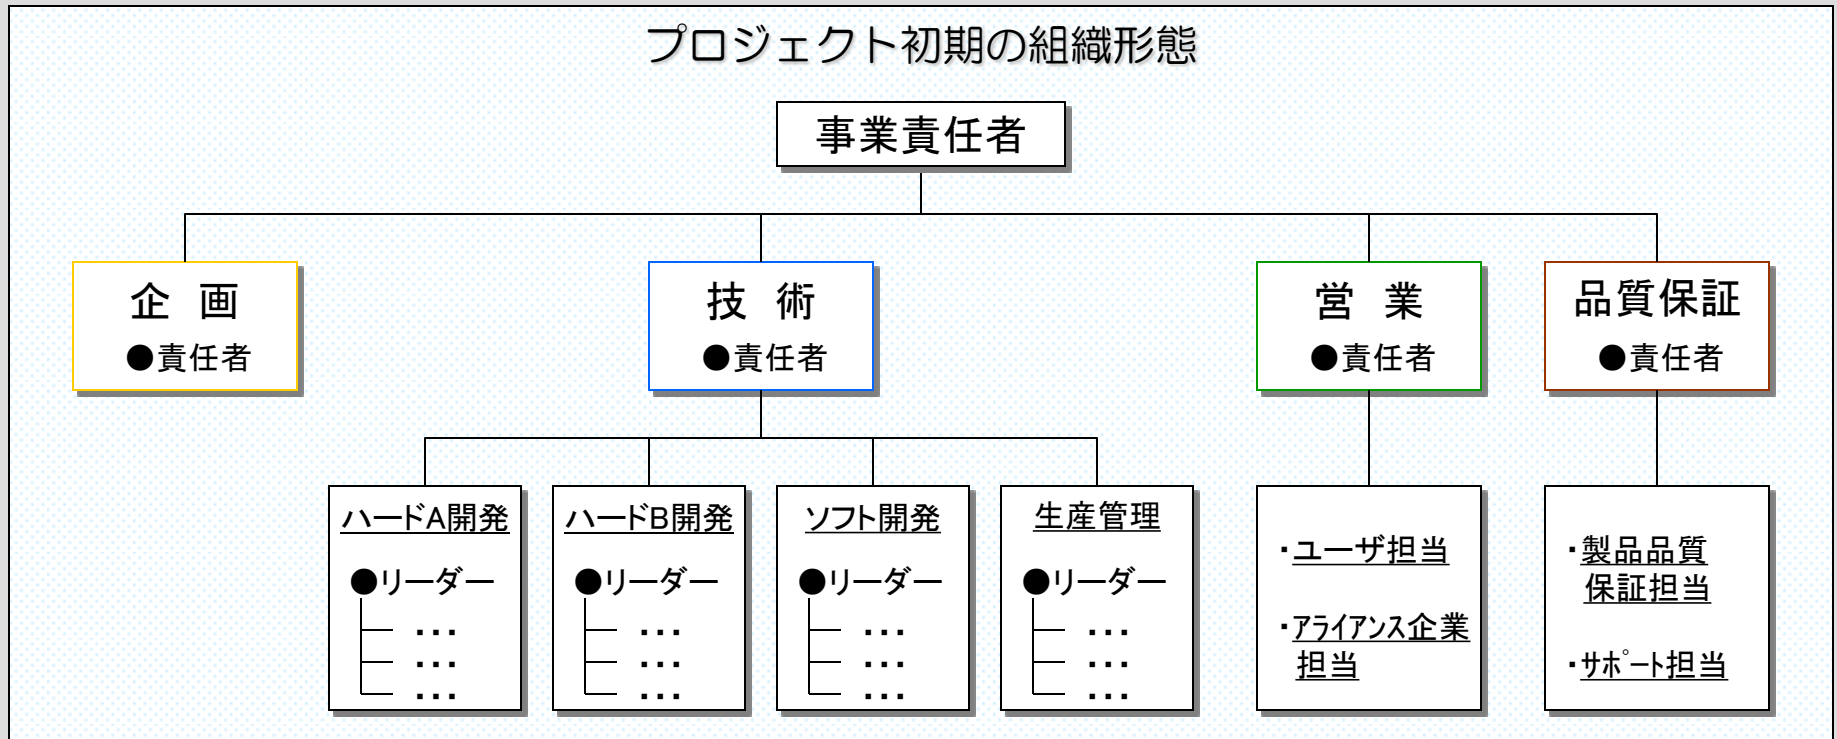 プロジェクト初期の組織形態
事業責任者
企　画
●責任者
技　術
●責任者
営　業
●責任者
品質保証
●責任者
ハードA開発
●リーダー
・・・
・・・
・・・
ハードB開発
●リーダー
・・・
・・・
・・・
ソフト開発
●リーダー
・・・
・・・
・・・
生産管理
●リーダー
・・・
・・・
・・・
・ユーザ担当
・アライアンス企業
担当
・製品品質
保証担当
・サポート担当